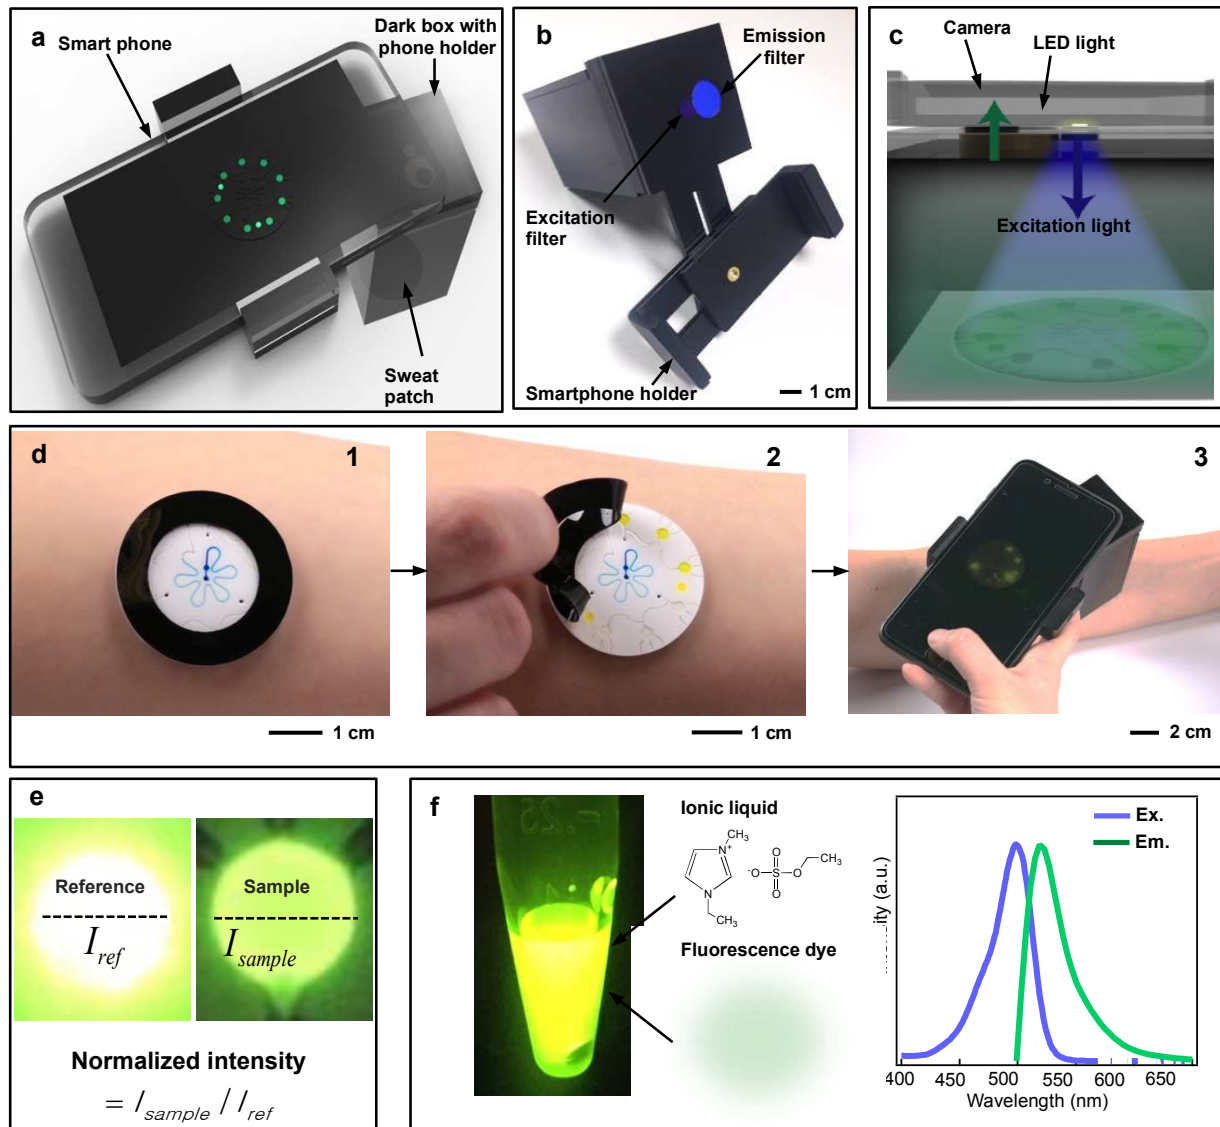 a
Smart phone
Dark box with
phone holder
Sweat
patch
b
Emission
filter
Excitation
filter
Smartphone holder
1 cm
c
Camera
LED light
Excitation light
d
1
1 cm
2
1 cm
3
2 cm
e
Reference
I_ref
Sample
I_sample
Normalized intensity
= I_sample / I_ref
f
Ionic liquid
CH₃
N⁺
N
CH₃
⁻O
S
O
O
O
CH₃
Fluorescence dye
Ex.
Em.
(a.u.)
400 450 500 550 600 650
Wavelength (nm)